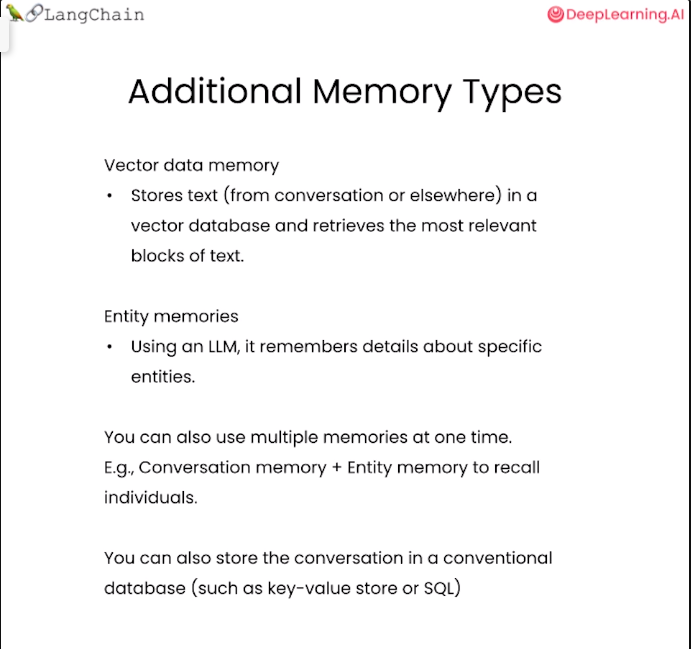 LangChain
DeepLearning.AI
Additional Memory Types
Vector data memory
• Stores text (from conversation or elsewhere) in a
vector database and retrieves the most relevant
blocks of text.
Entity memories
• Using an LLM, it remembers details about specific
entities.
You can also use multiple memories at one time.
E.g., Conversation memory + Entity memory to recall
individuals.
You can also store the conversation in a conventional
database (such as key-value store or SQL)